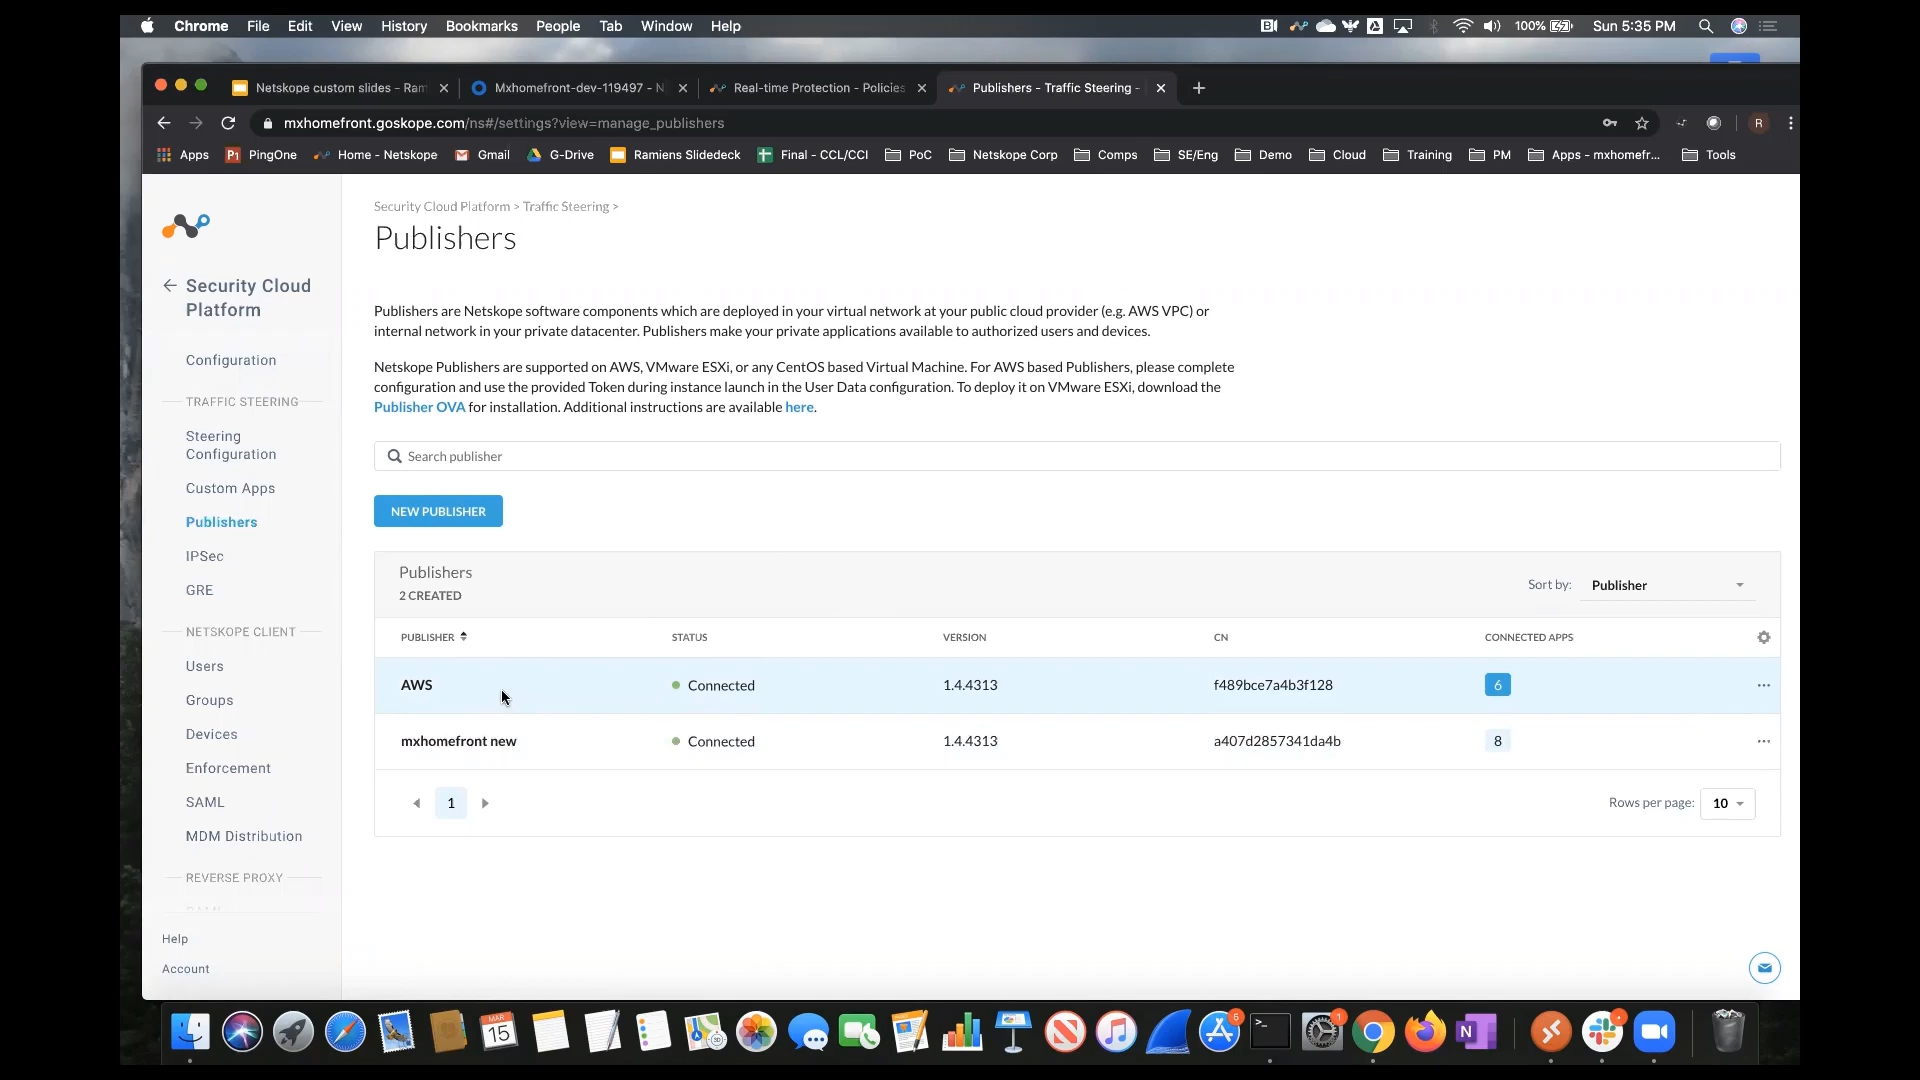 Chrome File Edit View History Bookmarks People Tab Window Help
100% Sun 5:35 PM
Netskope custom slides - Ram
Mxhomefront-dev-119497 - N
Real-time Protection - Policies
Publishers - Traffic Steering -
mxhomefront.goskope.com/ns#/settings?view=manage_publishers
R
Apps PingOne Home - Netskope Gmail G-Drive Ramiens Slidedeck Final - CCL/CCI PoC Netskope Corp Comps SE/Eng Demo Cloud Training PM Apps - mxhomefr... Tools
Security Cloud Platform
Configuration
TRAFFIC STEERING
Steering Configuration
Custom Apps
Publishers
IPSec
GRE
NETSKOPE CLIENT
Users
Groups
Devices
Enforcement
SAML
MDM Distribution
REVERSE PROXY
Help
Account
Security Cloud Platform > Traffic Steering >
Publishers
Publishers are Netskope software components which are deployed in your virtual network at your public cloud provider (e.g. AWS VPC) or
internal network in your private datacenter. Publishers make your private applications available to authorized users and devices.
Netskope Publishers are supported on AWS, VMware ESXi, or any CentOS based Virtual Machine. For AWS based Publishers, please complete
configuration and use the provided Token during instance launch in the User Data configuration. To deploy it on VMware ESXi, download the
Publisher OVA for installation. Additional instructions are available here.
Search publisher
NEW PUBLISHER
Publishers
2 CREATED
Sort by: Publisher
PUBLISHER STATUS VERSION CN CONNECTED APPS
AWS Connected 1.4.4313 f489bce7a4b3f128 6
mxhomefront new Connected 1.4.4313 a407d2857341da4b 8
1
Rows per page: 10
MAR
15
5
1
N